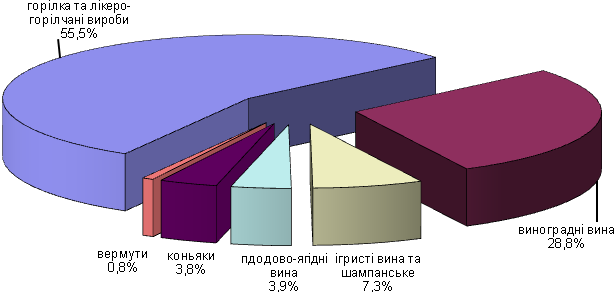 горілка та лікеро-
горілчані вироби
55,5%
виноградні вина
28,8%
вермути
0,8%
коньяки
3,8%
пдодово-ягідні
вина
3,9%
ігристі вина та
шампанське
7,3%